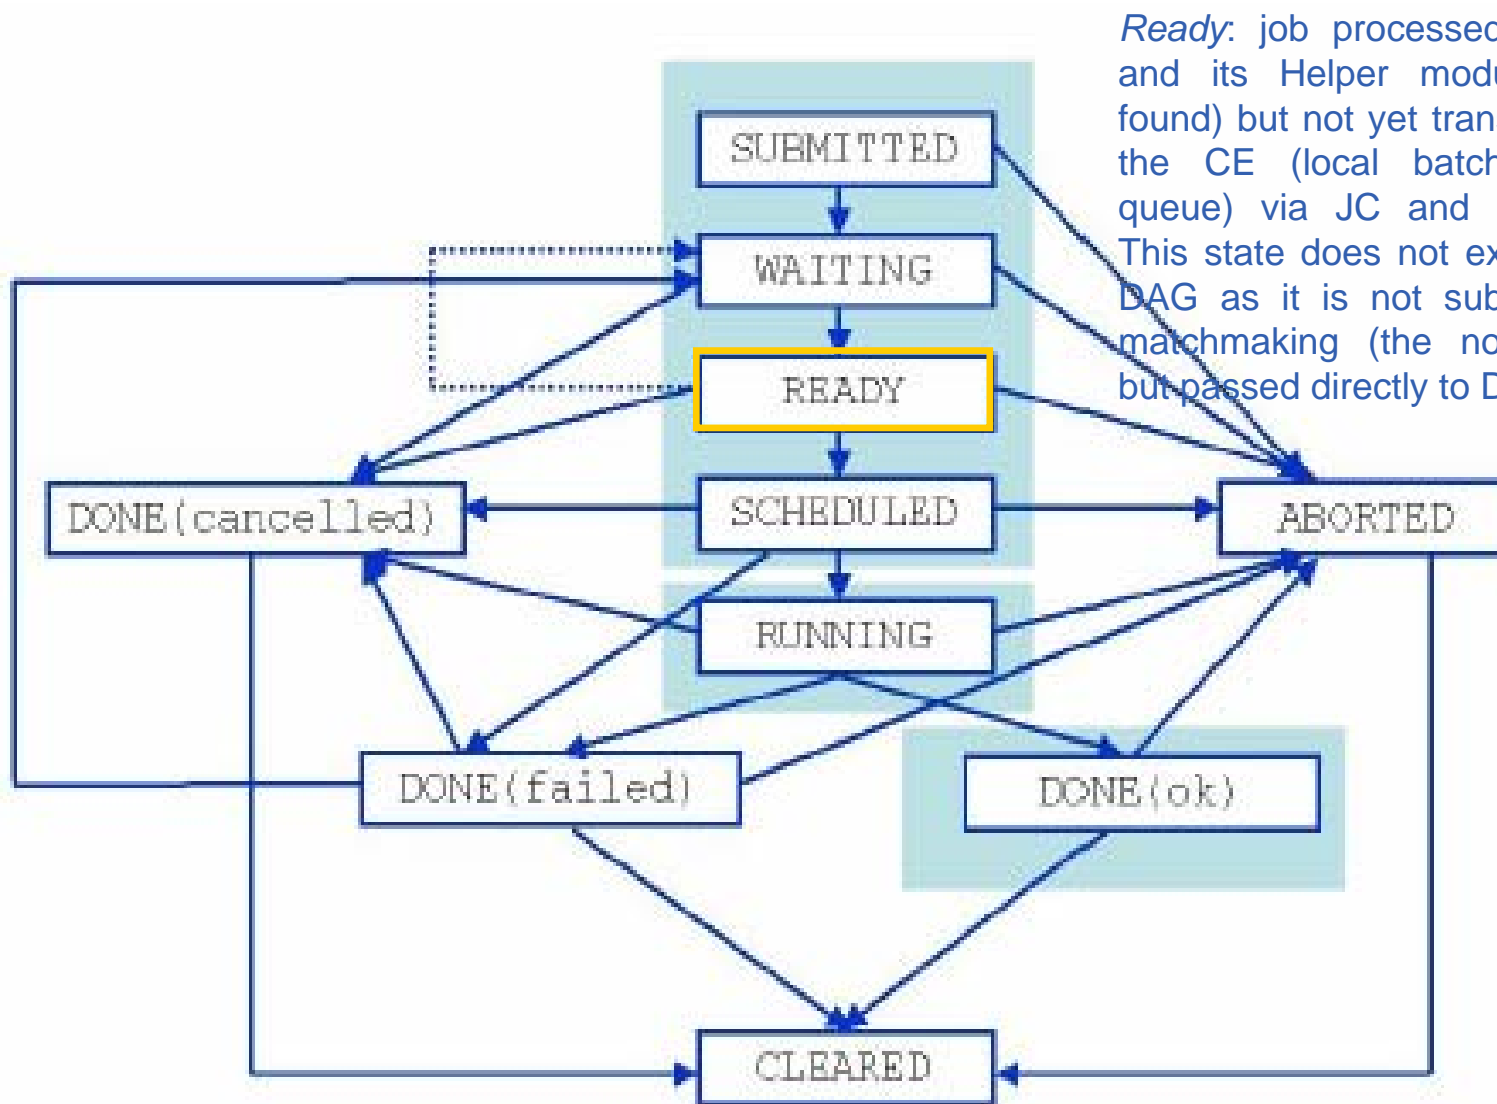 Ready: job processed
and its Helper modu
found) but not yet tran
the CE (local batch
queue) via JC and
This state does not ex
DAG as it is not sub
matchmaking (the no
but passed directly to D
SUBMITTED
WAITING
READY
SCHEDULED
DONE(cancelled)
ABORTED
RUNNING
DONE(failed)
DONE(ok)
CLEARED